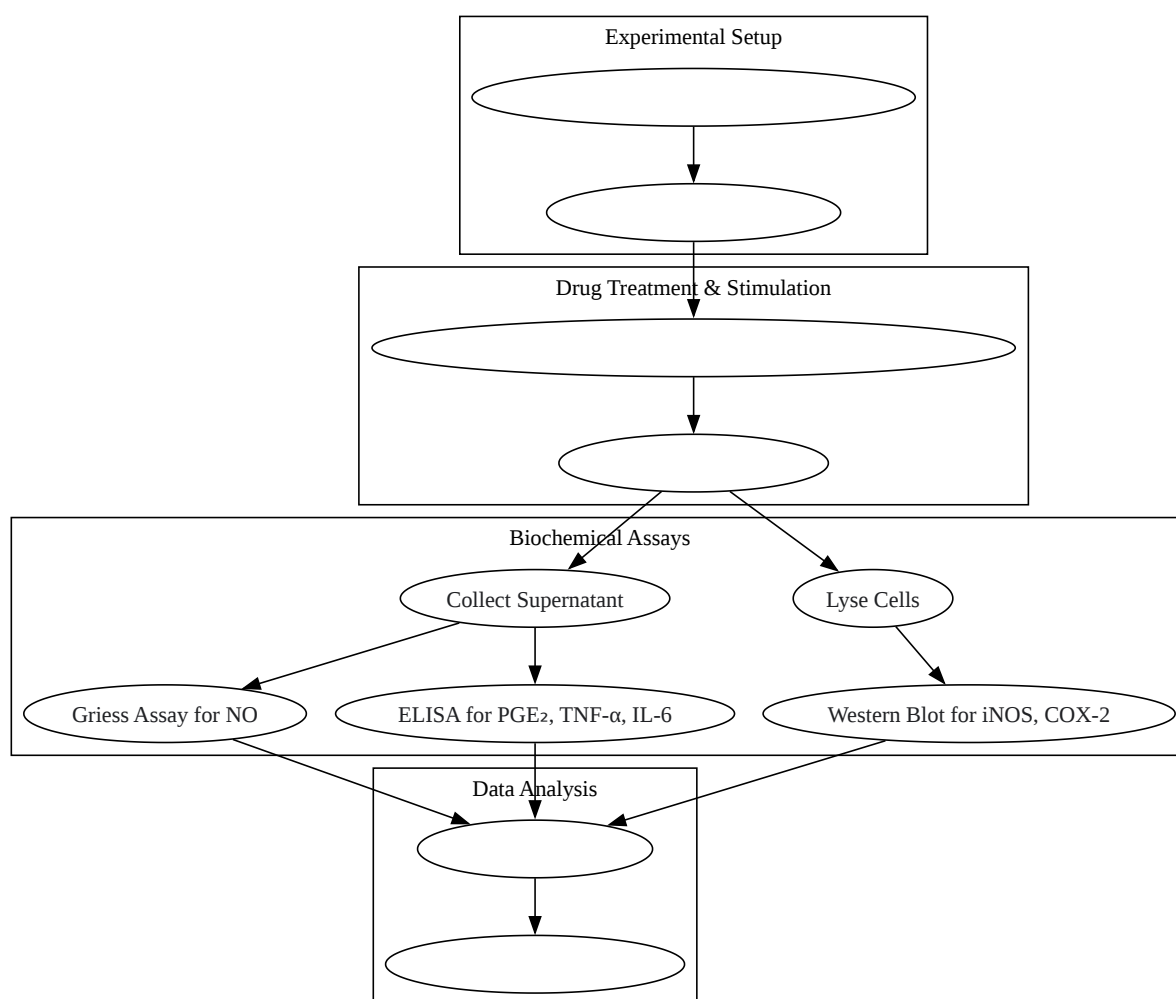 Experimental Setup
Drug Treatment & Stimulation
Biochemical Assays
Collect Supernatant
Lyse Cells
Griess Assay for NO
ELISA for PGE₂, TNF-α, IL-6
Western Blot for iNOS, COX-2
Data Analysis